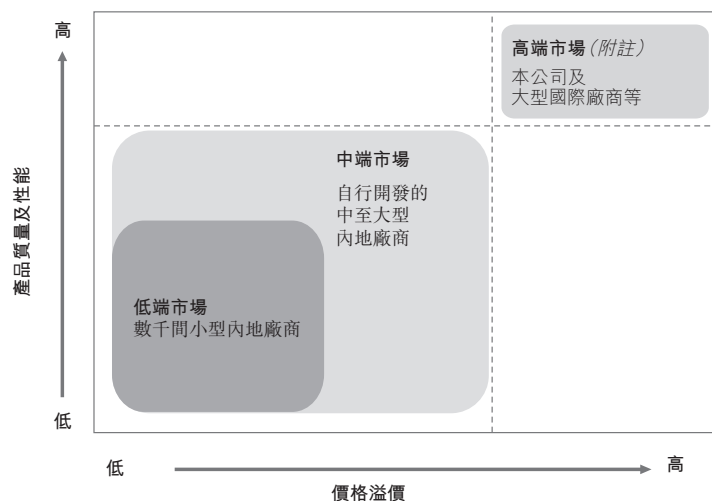 高
高端市場(附註)
本公司及
大型國際廠商等
中端市場
自行開發的
中至大型
內地廠商
產品質量及性能
低端市場
數千間小型內地廠商
低
低
高
價格溢價